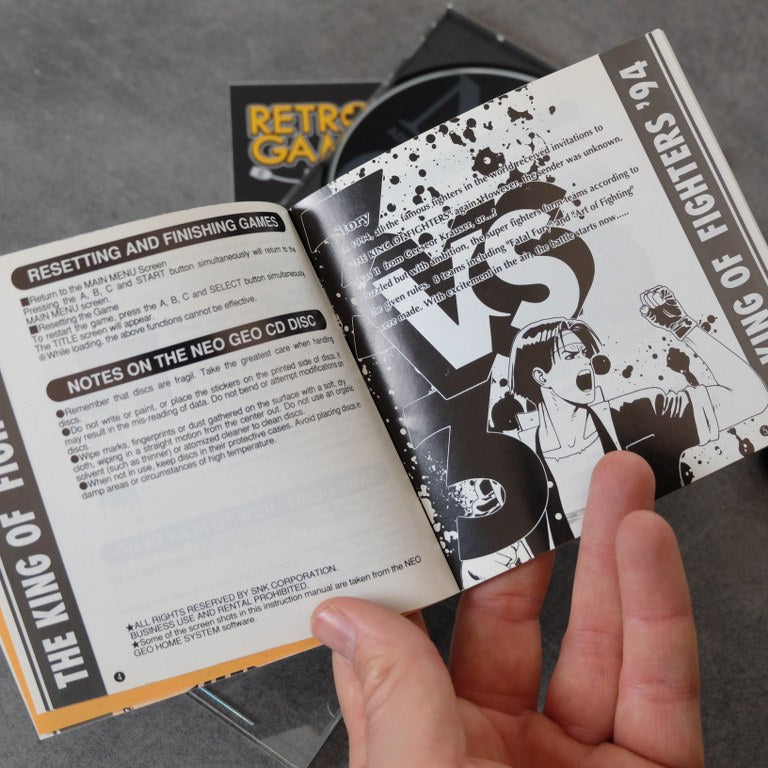 RETRO
GAM
RESETTING AND FINISHING GAMES
■Return to the MAIN MENU Screen
Pressing the A, B, C and START button simultaneously will return to the
MAIN MENU screen.
■Resetting the Game
To restart the game, press the A, B, C and SELECT button simultaneously,
The TITLE screen will appear.
※While loading, the above functions cannot be effective.
NOTES ON THE NEO GEO CD DISC
●Remember that discs are fragil. Take the greatest care when handing
discs.
●Do not write or paint, or place the stickers on the printed side of discs. It
may result in the mis-reading of data. Do not bend or attempt modifications on
discs.
●Wipe marks, fingerprints or dust gathered on the surface with a soft, dry
cloth, wiping in a straight motion from the center out. Do not use an organic
solvent (such as thinner) or atomized cleaner to clean discs.
●When not in use, keep discs in their protective cases. Avoid placing discs in
damp areas or circumstances of high temperature.
★ALL RIGHTS RESERVED BY SNK CORPORATION.
BUSINESS USE AND RENTAL PROHIBITED.
★Some of the screen shots in this instruction manual are taken from the NEO
GEO HOME SYSTEM software.
4
THE KING OF FIGH
Story
In 1994, all the famous fighters in the world received invitations to
"THE KING OF FIGHTERS" again! However, the sender was unknown.
Was it from Geese or Krauser, or...!
Puzzled but with ambition, the super fighters form teams according to
the given rules. 8 teams including "Fatal Fury" and "Art of Fighting"
were made. With excitement in the air, the battle starts now.....
VS
3
5
KING OF FIGHTERS '94